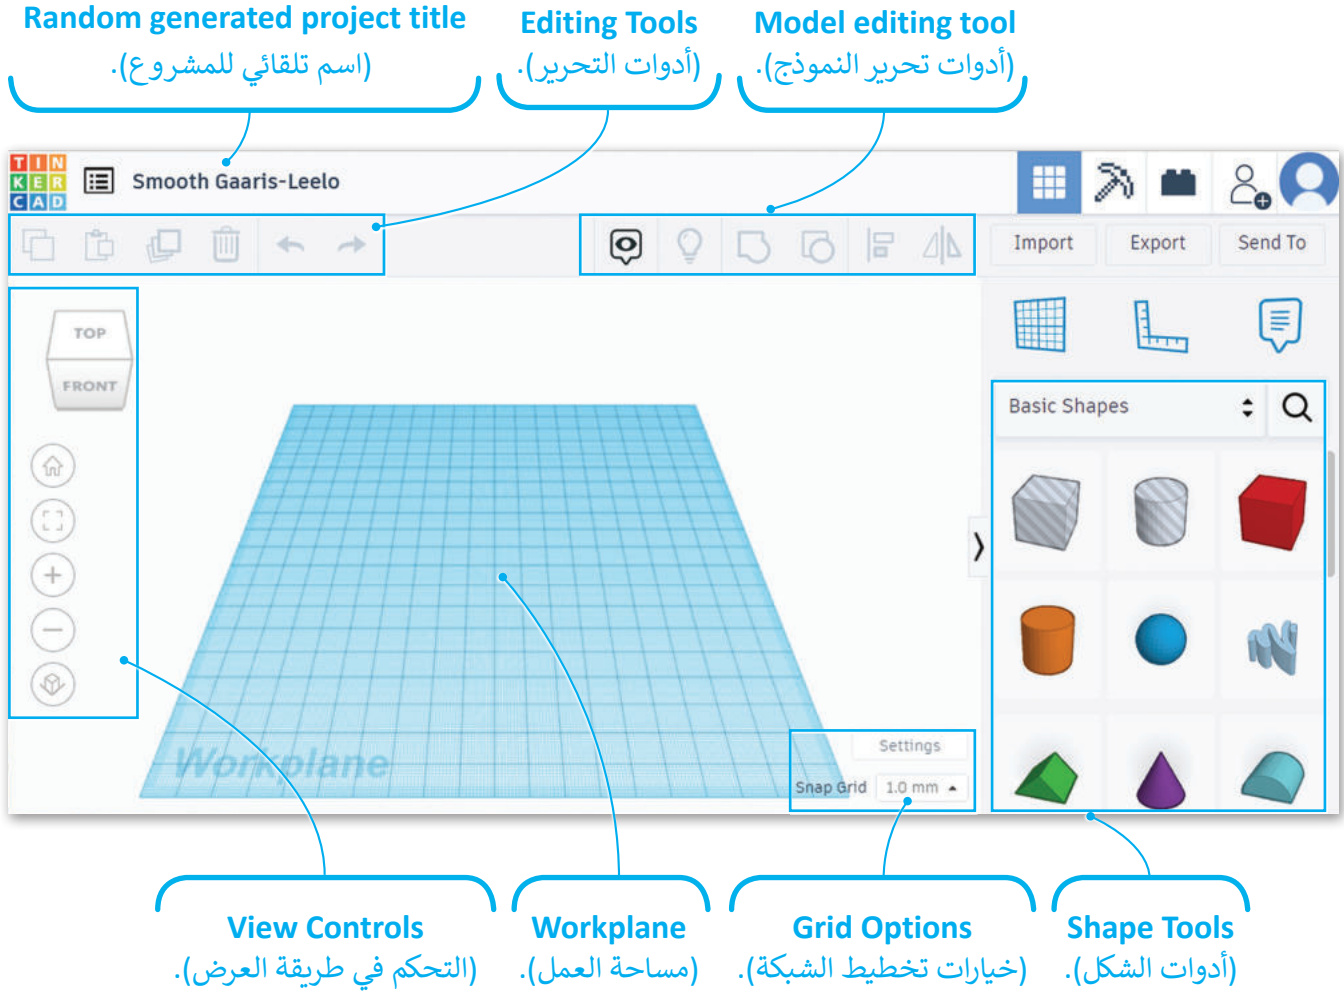 Random generated project title
(اسم تلقائي للمشروع).
Editing Tools
(أدوات التحرير).
Model editing tool
(أدوات تحرير النموذج).
TIN
KER
CAD
Smooth Gaaris-Leelo
Import
Export
Send To
TOP
FRONT
Basic Shapes
Workplane
Settings
Snap Grid
1.0 mm
View Controls
(التحكم في طريقة العرض).
Workplane
(مساحة العمل).
Grid Options
(خيارات تخطيط الشبكة).
Shape Tools
(أدوات الشكل).